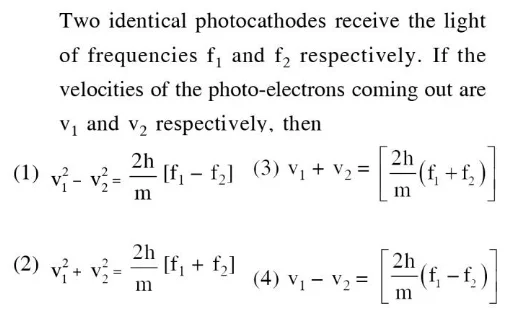 Two identical photocathodes receive the light
of frequencies f₁ and f₂ respectively. If the
velocities of the photo-electrons coming out are
v₁ and v₂ respectively, then
(1) v₁² − v₂² = 2h/m [f₁ − f₂] (3) v₁ + v₂ = [2h/m (f₁ + f₂)]
(2) v₁² + v₂² = 2h/m [f₁ + f₂] (4) v₁ − v₂ = [2h/m (f₁ − f₂)]